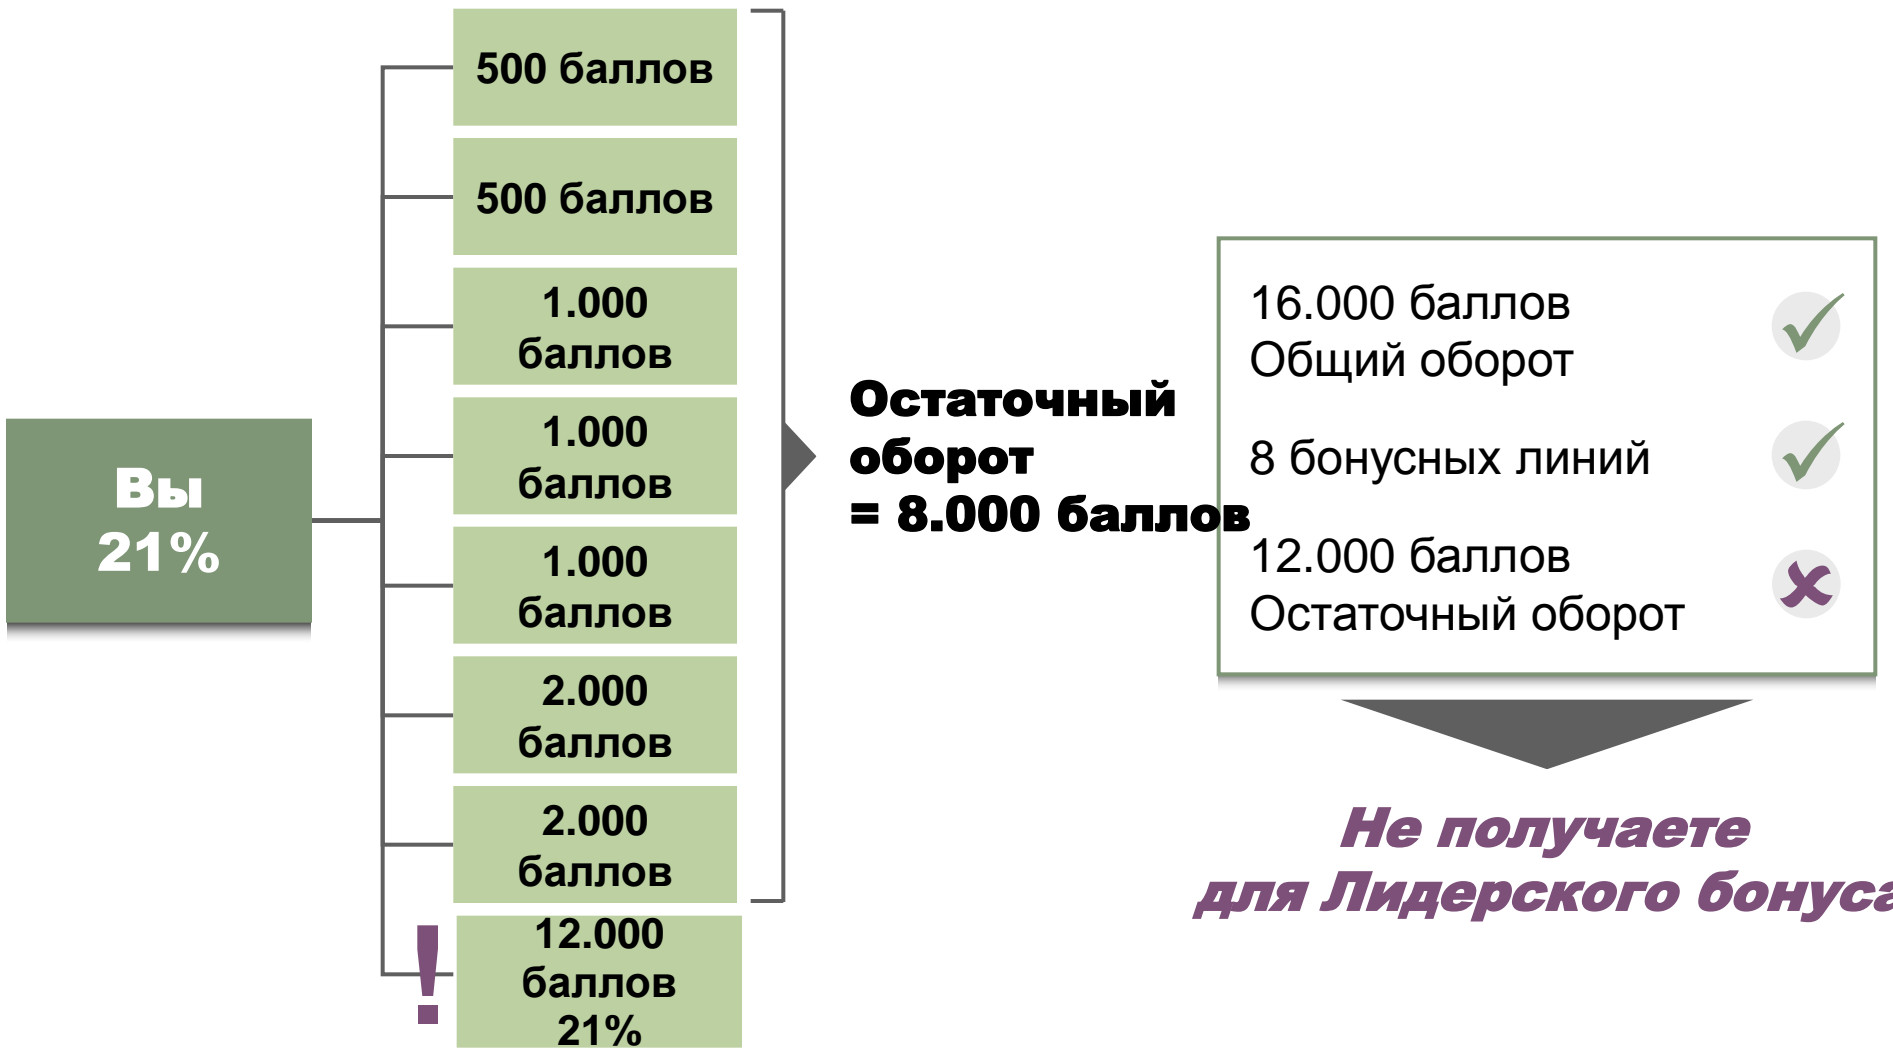 Вы
21%
500 баллов
500 баллов
1.000
баллов
1.000
баллов
1.000
баллов
2.000
баллов
2.000
баллов
!
12.000
баллов
21%
Остаточный
оборот
= 8.000 баллов
16.000 баллов
Общий оборот
8 бонусных линий
12.000 баллов
Остаточный оборот
Не получаете
для Лидерского бонуса